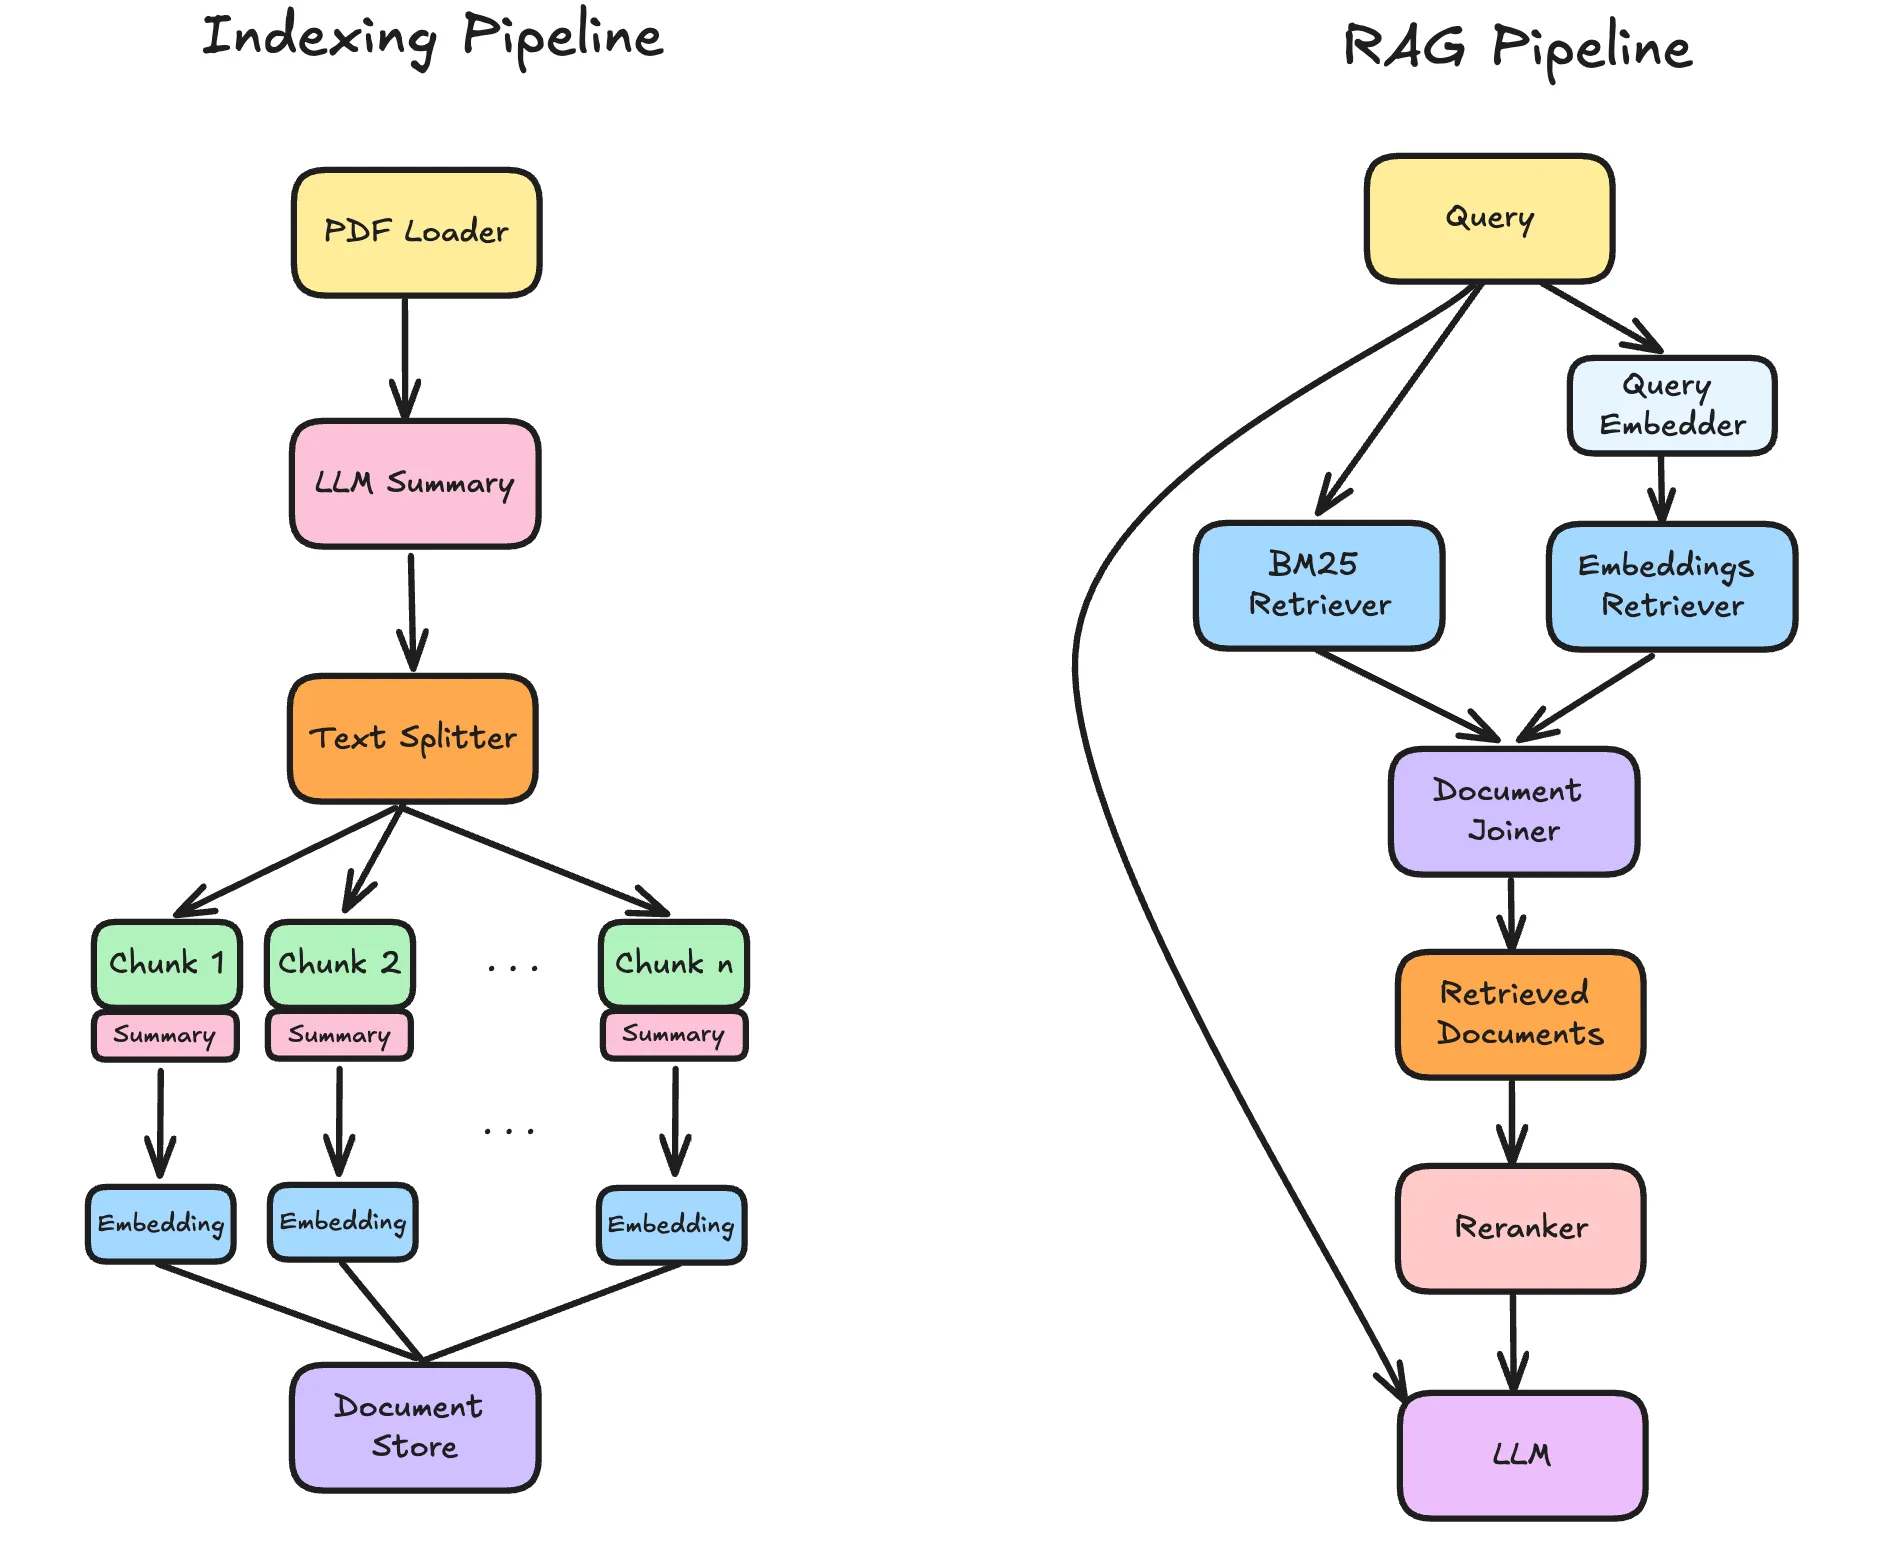 Indexing Pipeline
PDF Loader
LLM Summary
Text Splitter
Chunk 1
Chunk 2
. . .
Chunk n
Summary
Summary
Summary
. . .
Embedding
Embedding
Embedding
Document
Store
RAG Pipeline
Query
Query
Embedder
BM25
Retriever
Embeddings
Retriever
Document
Joiner
Retrieved
Documents
Reranker
LLM